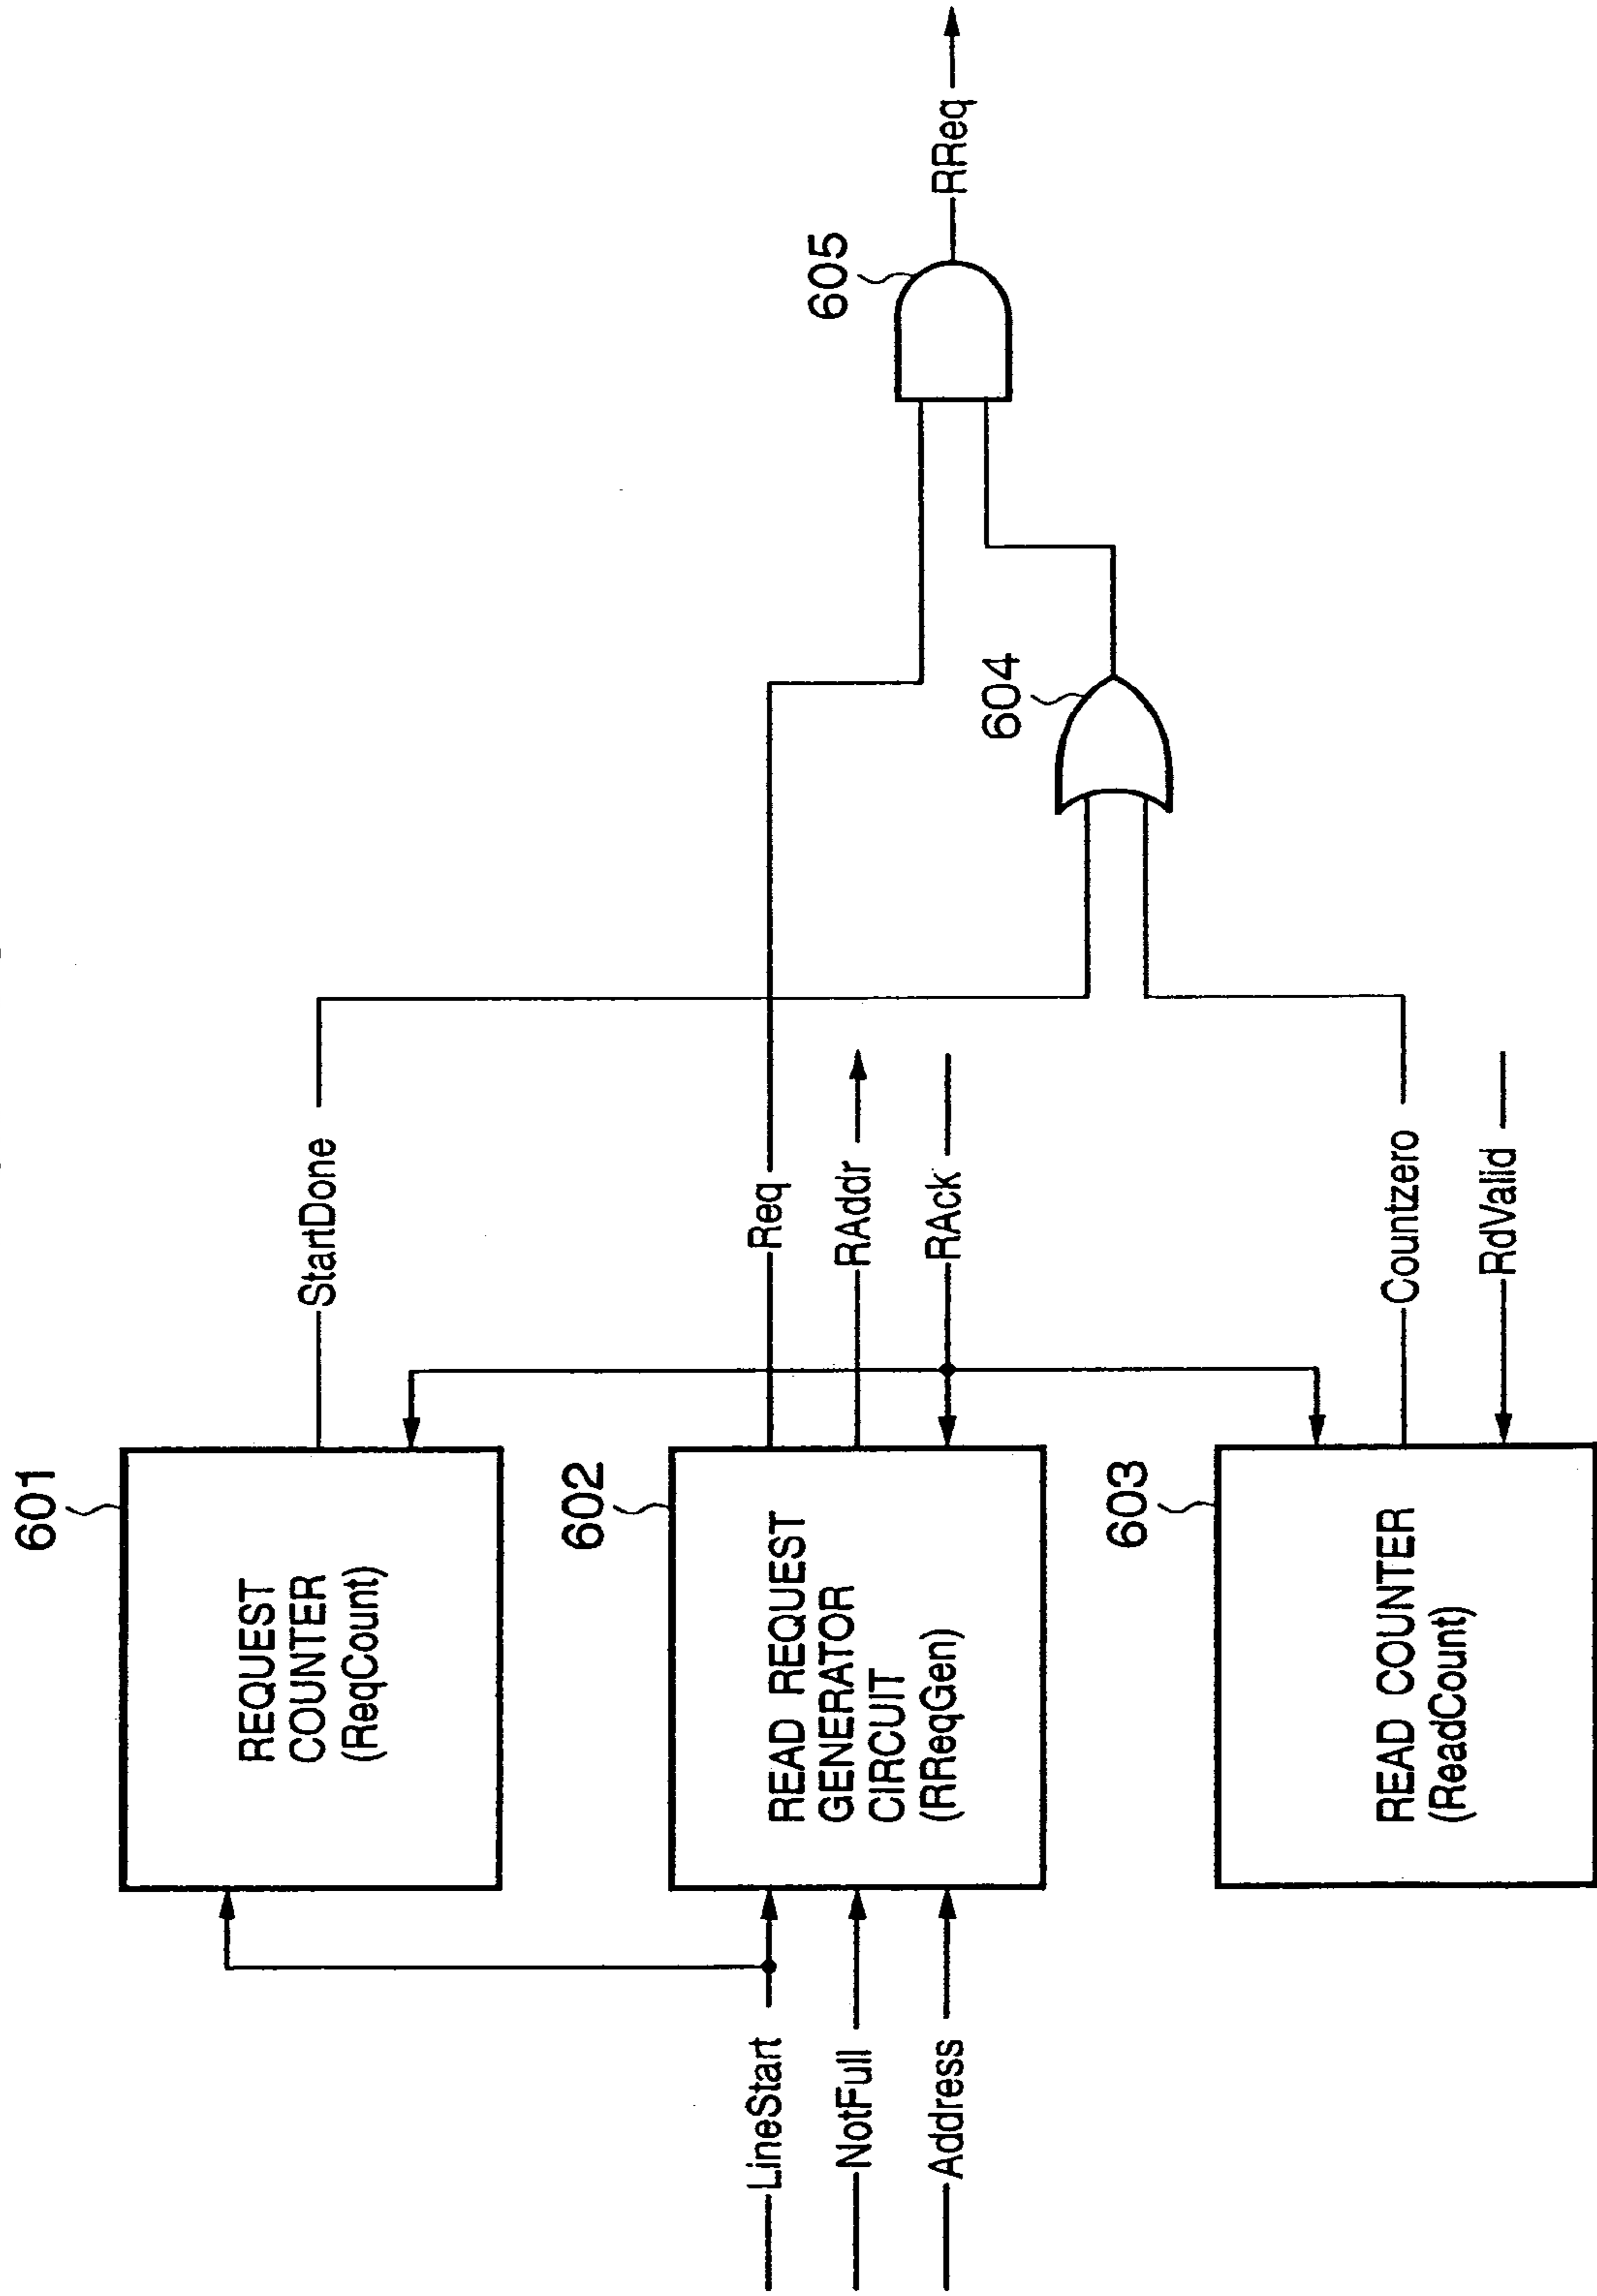 601
REQUEST
COUNTER
(ReqCount)
StartDone
602
READ REQUEST
GENERATOR
CIRCUIT
(RReqGen)
LineStart
NotFull
Address
Req
RAddr
RAck
603
READ COUNTER
(ReadCount)
Countzero
RdValid
604
605
RReq